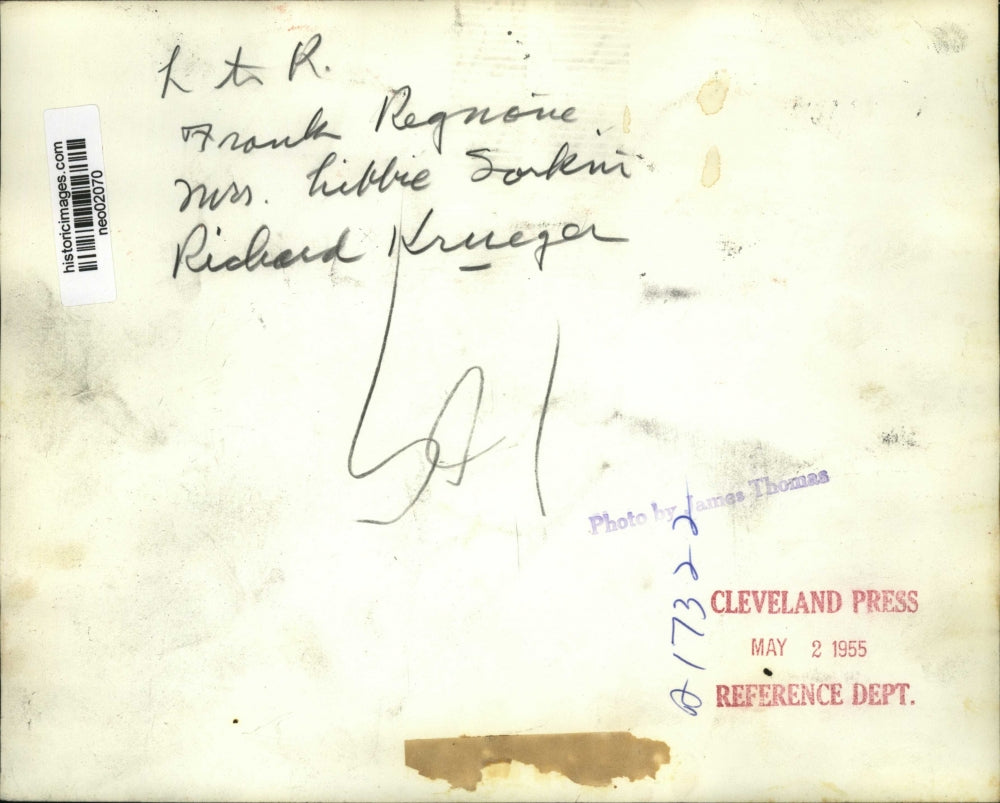 L to R.
Frank Regnone
Mrs. Libbie Sorkin
Richard Krueger
historicimages.com
neo02070
Photo by James Thomas
17322
CLEVELAND PRESS
MAY 2 1955
REFERENCE DEPT.